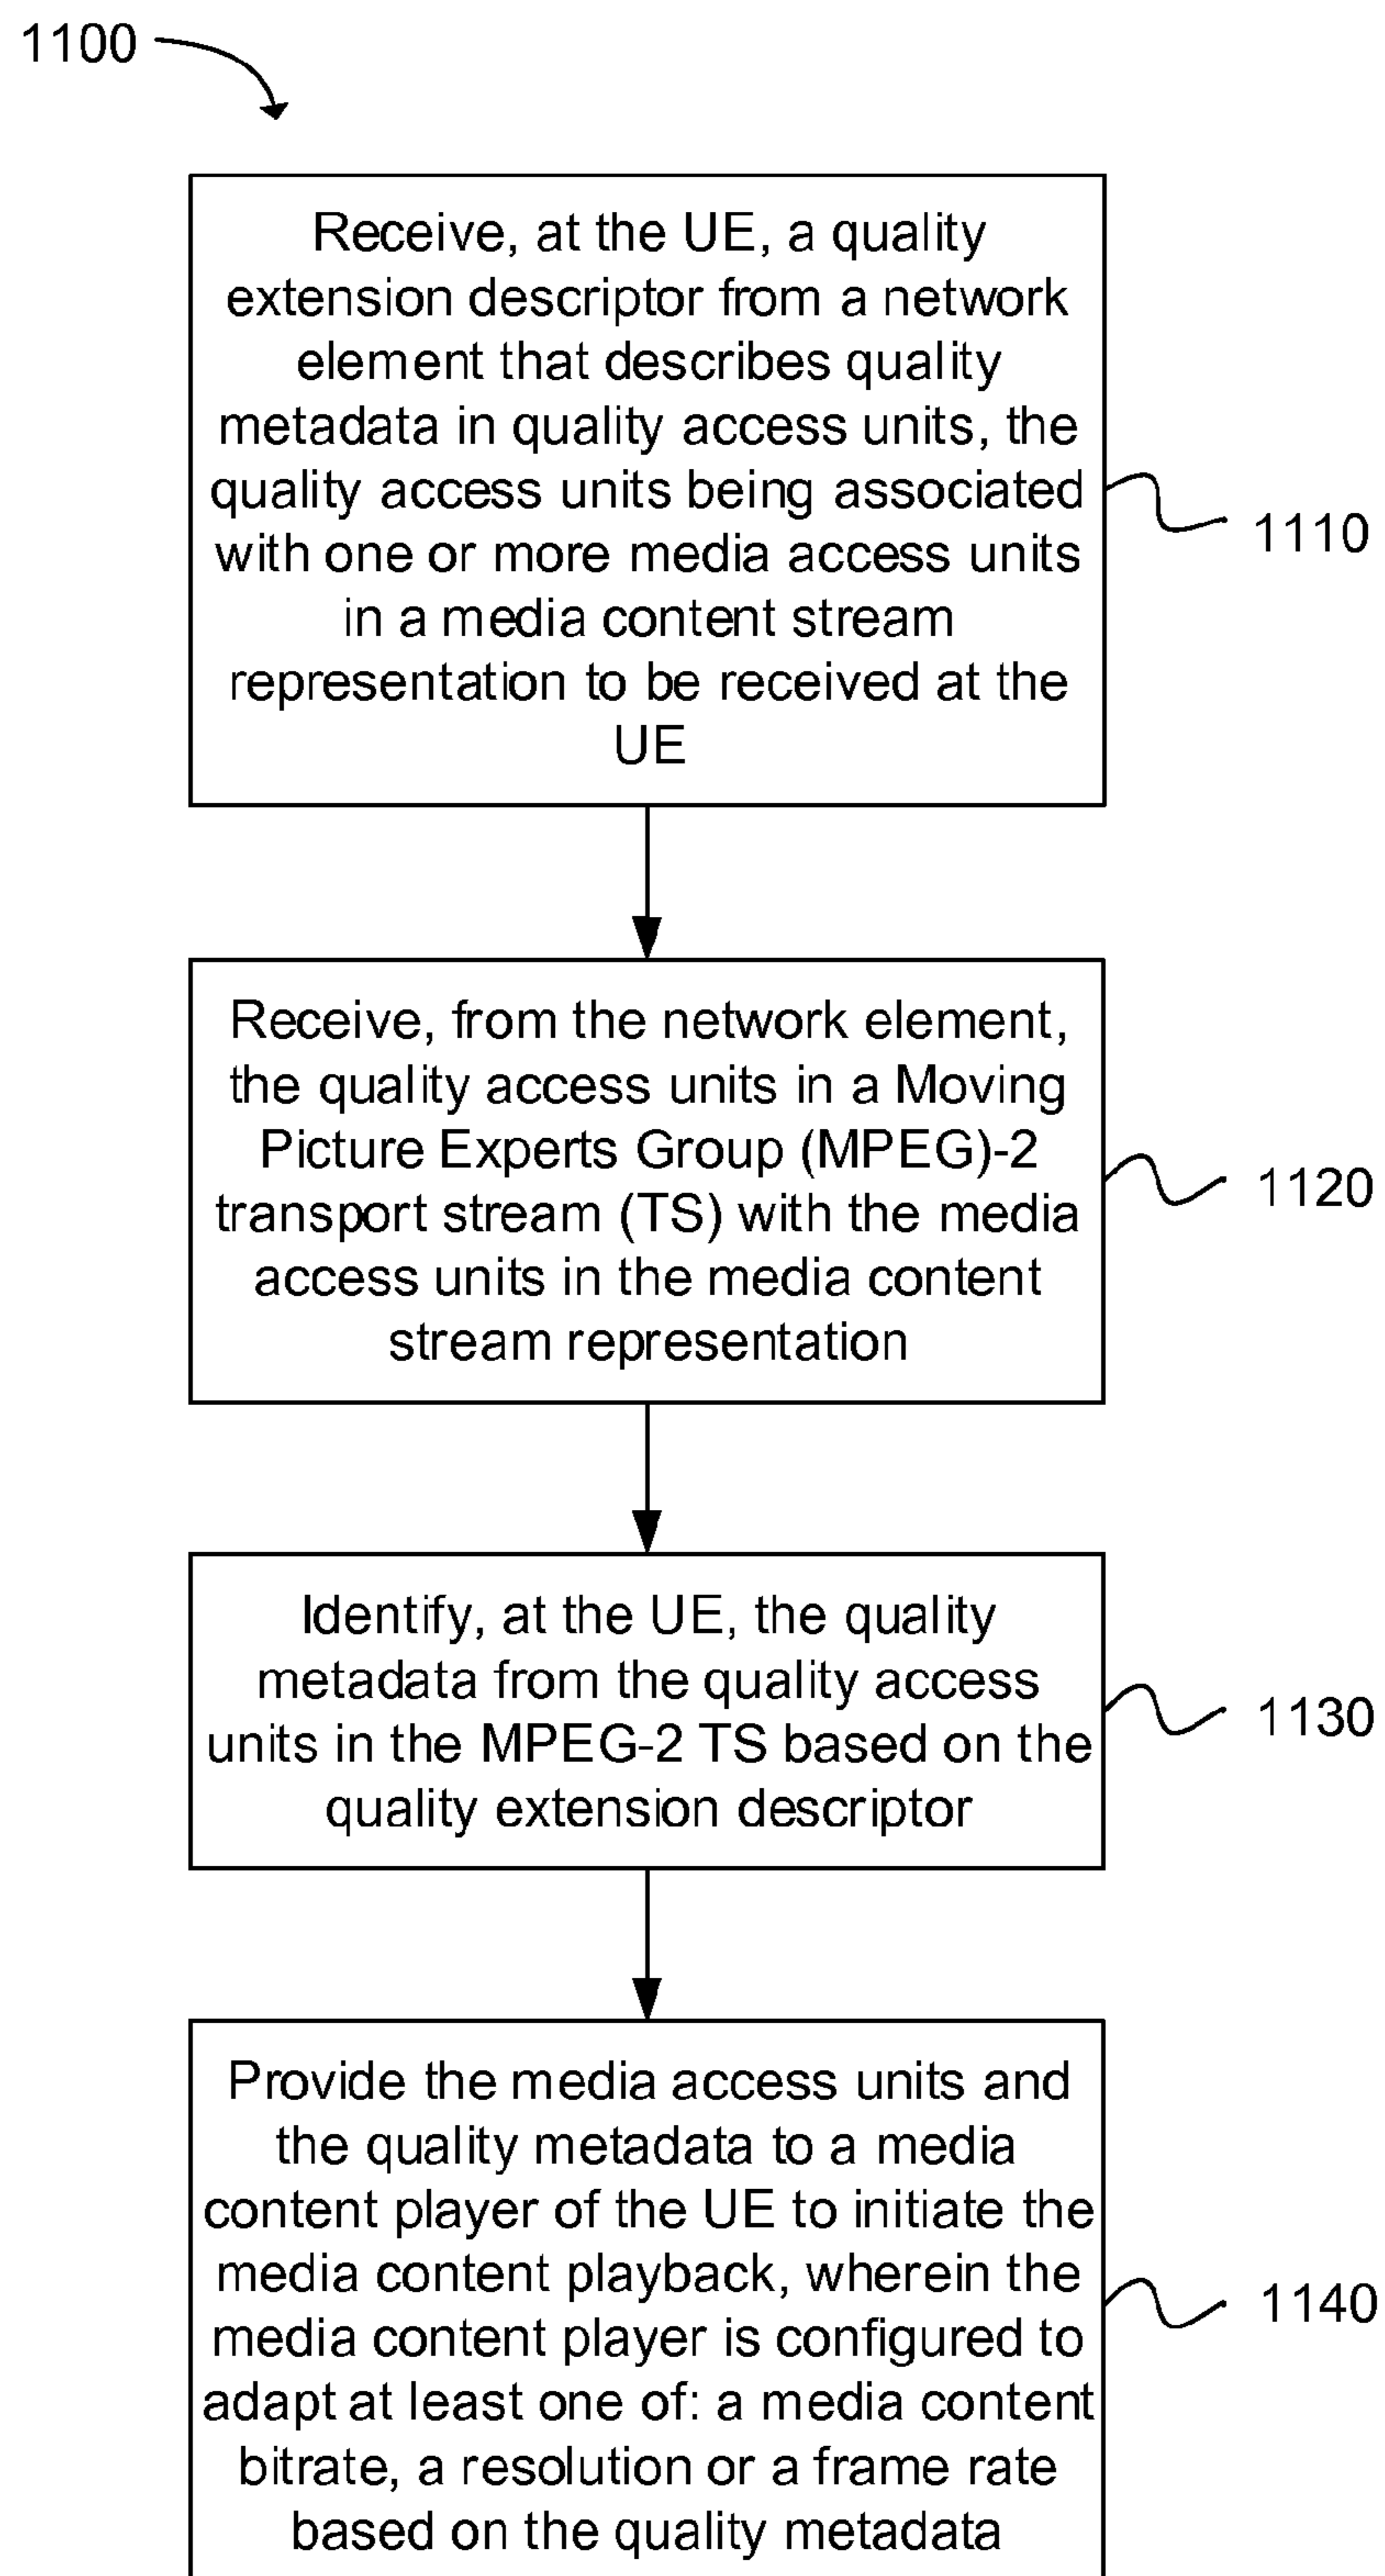 1100
Receive, at the UE, a quality
extension descriptor from a network
element that describes quality
metadata in quality access units, the
quality access units being associated
with one or more media access units
in a media content stream
representation to be received at the
UE
1110
Receive, from the network element,
the quality access units in a Moving
Picture Experts Group (MPEG)-2
transport stream (TS) with the media
access units in the media content
stream representation
1120
Identify, at the UE, the quality
metadata from the quality access
units in the MPEG-2 TS based on the
quality extension descriptor
1130
Provide the media access units and
the quality metadata to a media
content player of the UE to initiate the
media content playback, wherein the
media content player is configured to
adapt at least one of: a media content
bitrate, a resolution or a frame rate
based on the quality metadata
1140